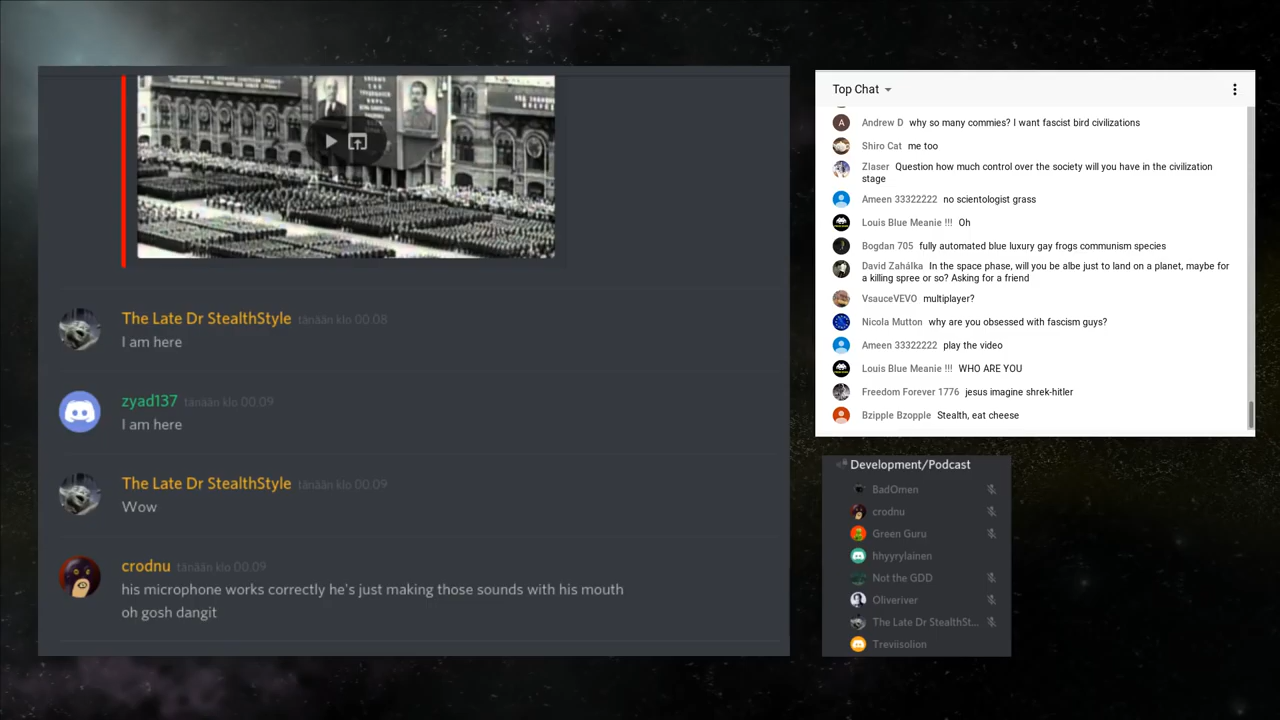 The Late Dr StealthStyle tänään klo 00:08
I am here
zyad137 tänään klo 00:09
I am here
The Late Dr StealthStyle tänään klo 00:09
Wow
crodnu tänään klo 00:09
his microphone works correctly he's just making those sounds with his mouth
oh gosh dangit
Top Chat
A Andrew D why so many commies? I want fascist bird civilizations
Shiro Cat me too
Zlaser Question how much control over the society will you have in the civilization
stage
Ameen 33322222 no scientologist grass
Louis Blue Meanie !!! Oh
Bogdan 705 fully automated blue luxury gay frogs communism species
David Zahálka In the space phase, will you be albe just to land on a planet, maybe for
a killing spree or so? Asking for a friend
VsauceVEVO multiplayer?
Nicola Mutton why are you obsessed with fascism guys?
Ameen 33322222 play the video
Louis Blue Meanie !!! WHO ARE YOU
Freedom Forever 1776 jesus imagine shrek-hitler
Bzipple Bzopple Stealth, eat cheese
Development/Podcast
BadOmen
crodnu
Green Guru
hhyyrylainen
Not the GDD
Oliveriver
The Late Dr StealthSt...
Treviisolion